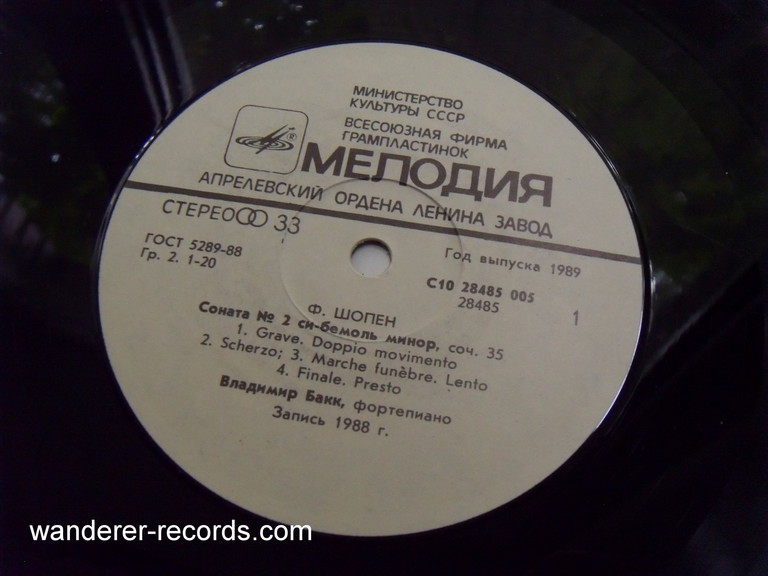 МИНИСТЕРСТВО
КУЛЬТУРЫ СССР
ВСЕСОЮЗНАЯ ФИРМА
ГРАМПЛАСТИНОК
МЕЛОДИЯ
АПРЕЛЕВСКИЙ ОРДЕНА ЛЕНИНА ЗАВОД
СТЕРЕО 33
ГОСТ 5289-88
Гр. 2. 1-20
Год выпуска 1989
С10 28485 005
28485
1
Ф. ШОПЕН
Соната № 2 си-бемоль минор, соч. 35
1. Grave. Doppio movimento
2. Scherzo; 3. Marche funèbre. Lento
4. Finale. Presto
Владимир Бакк, фортепиано
Запись 1988 г.
wanderer-records.com